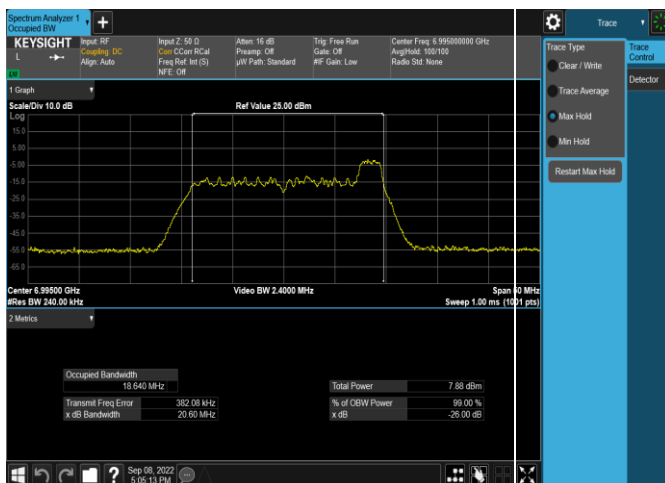 Spectrum Analyzer 1
Occupied BW
KEYSIGHT
L
LXI
Input: RF
Coupling: DC
Align: Auto
Input Z: 50 Ω
Corr CCorr RCal
Freq Ref: Int (S)
NFE: Off
Atten: 16 dB
Preamp: Off
µW Path: Standard
Trig: Free Run
Gate: Off
#IF Gain: Low
Center Freq: 6.995000000 GHz
Avg|Hold: 100/100
Radio Std: None
1 Graph
Scale/Div 10.0 dB
Ref Value 25.00 dBm
Log
15.0
5.00
-5.00
-15.0
-25.0
-35.0
-45.0
-55.0
-65.0
Center 6.99500 GHz
Video BW 2.4000 MHz
Span 60 MHz
#Res BW 240.00 kHz
Sweep 1.00 ms (1001 pts)
2 Metrics
Occupied Bandwidth
18.640 MHz
Transmit Freq Error 382.08 kHz
x dB Bandwidth 20.60 MHz
Total Power 7.88 dBm
% of OBW Power 99.00 %
x dB -26.00 dB
Sep 08, 2022
5:05:13 PM
Trace
Trace Type
Clear / Write
Trace Average
Max Hold
Min Hold
Restart Max Hold
Trace
Control
Detector